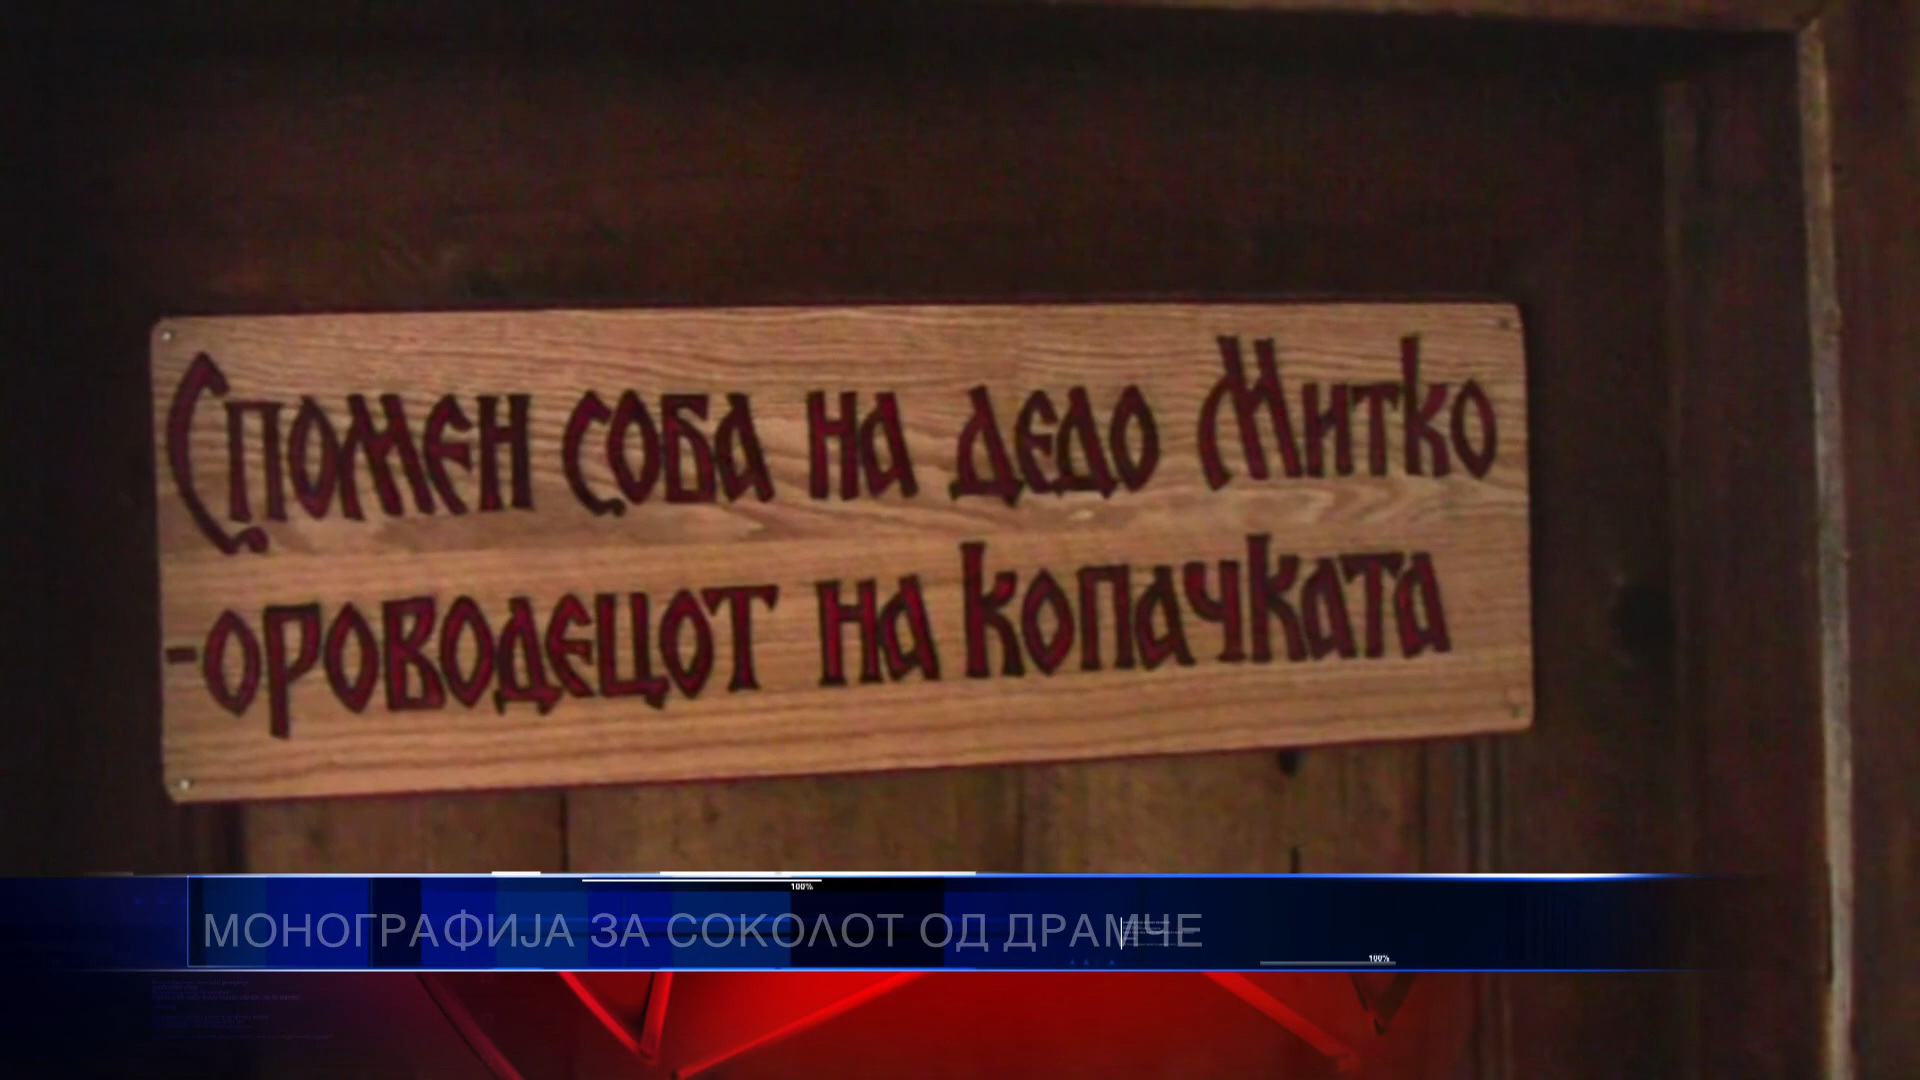 Спомен соба на дедо Митко
-ороводецот на копачката
100%
МОНОГРАФИЈА ЗА СОКОЛОТ ОД ДРАМЧЕ
100%